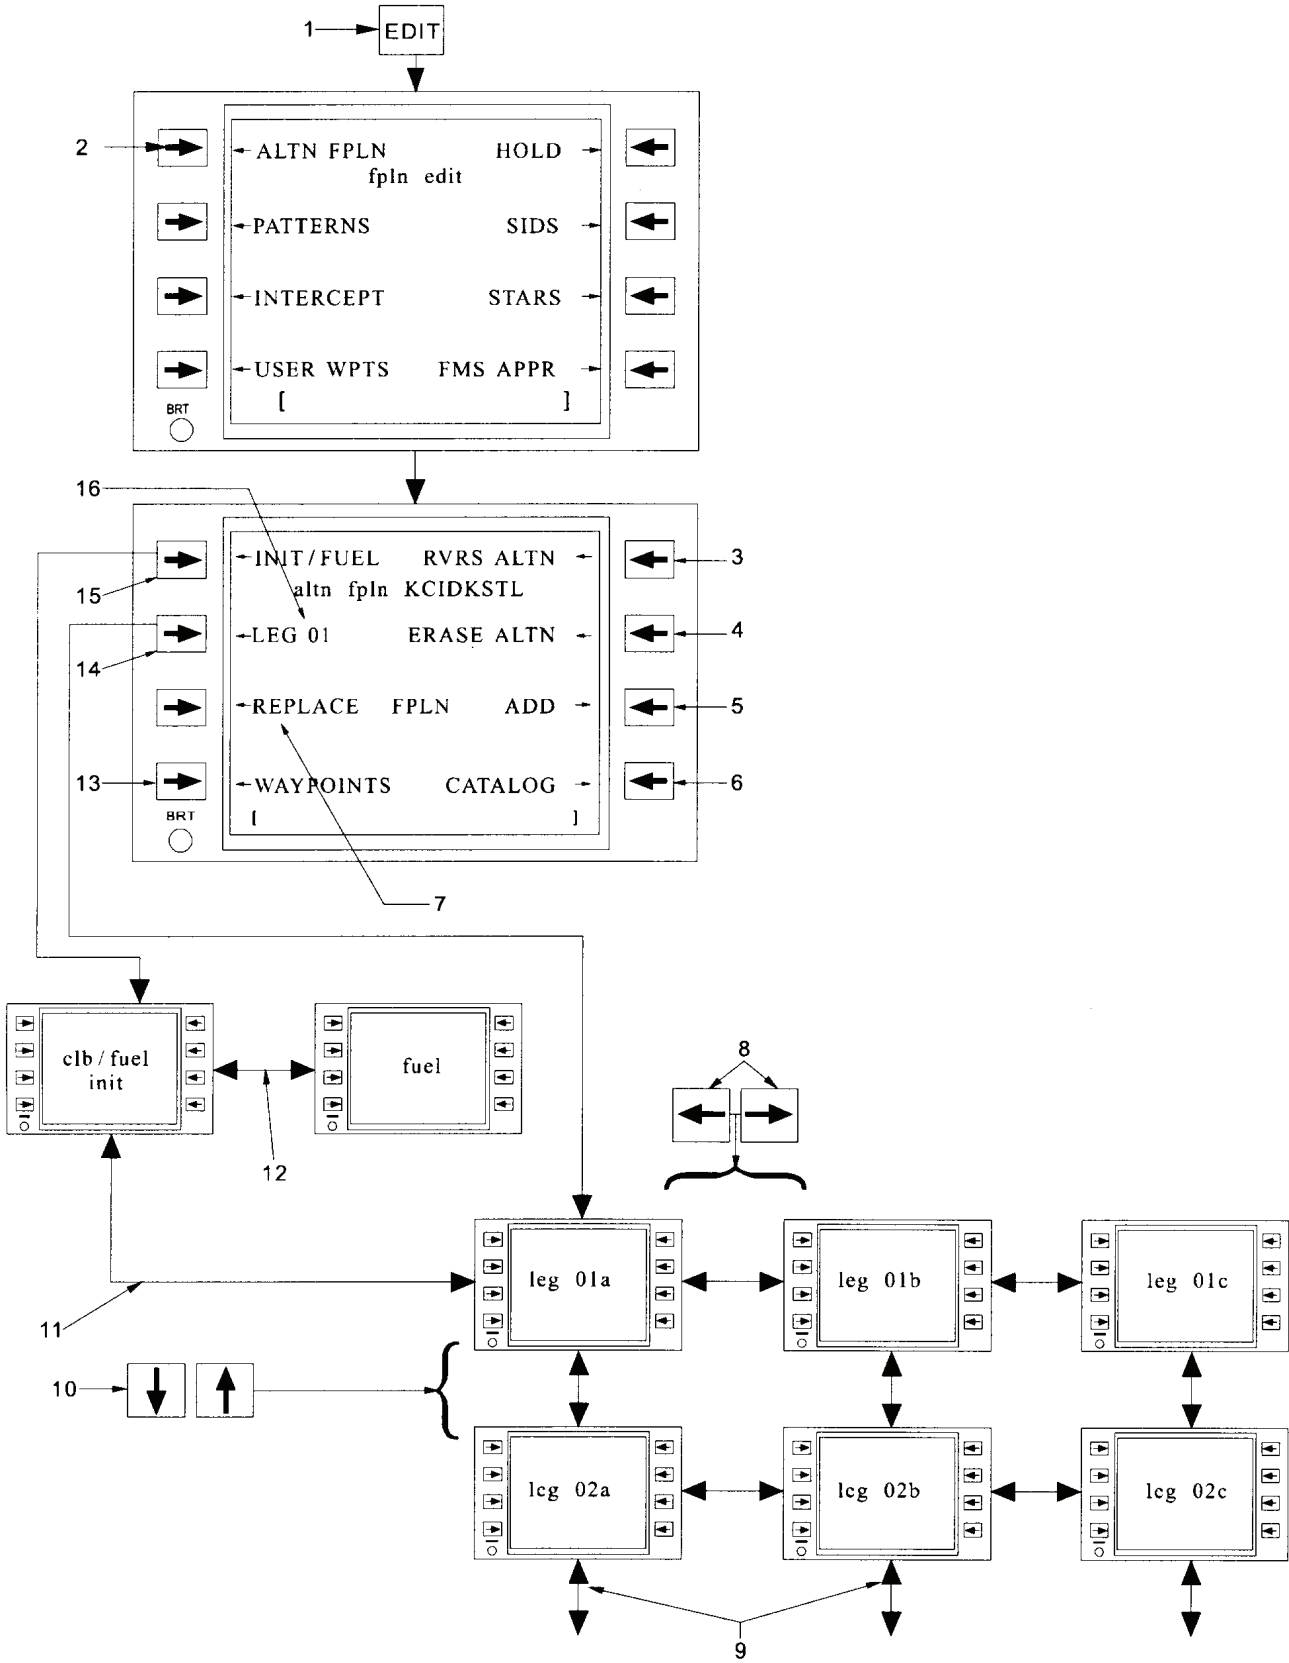 1 EDIT
2 ALTN FPLN HOLD
fpln edit
PATTERNS SIDS
INTERCEPT STARS
USER WPTS FMS APPR
[ ]
BRT
16
INIT/FUEL RVRS ALTN 3
15 altn fpln KCIDKSTL
LEG 01 ERASE ALTN 4
14
REPLACE FPLN ADD 5
13 WAYPOINTS CATALOG 6
[ ]
BRT
7
clb/fuel
init
fuel
12
8
leg 01a leg 01b leg 01c
11
10
leg 02a leg 02b leg 02c
9